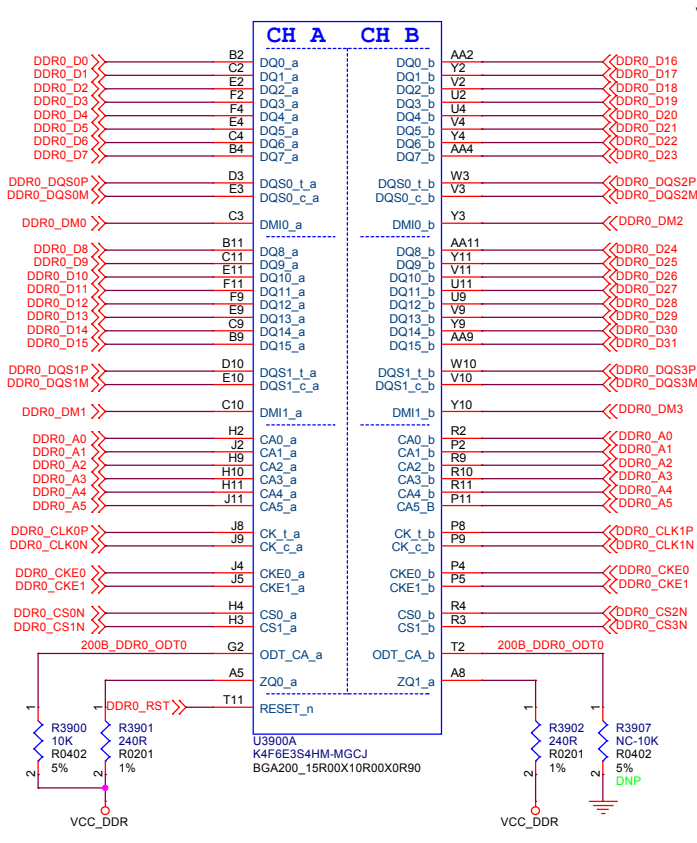 CH A CH B
DDR0_D0 B2 DQ0_a DQ0_b AA2 DDR0_D16
DDR0_D1 C2 DQ1_a DQ1_b Y2 DDR0_D17
DDR0_D2 E2 DQ2_a DQ2_b V2 DDR0_D18
DDR0_D3 F2 DQ3_a DQ3_b U2 DDR0_D19
DDR0_D4 F4 DQ4_a DQ4_b U4 DDR0_D20
DDR0_D5 E4 DQ5_a DQ5_b V4 DDR0_D21
DDR0_D6 C4 DQ6_a DQ6_b Y4 DDR0_D22
DDR0_D7 B4 DQ7_a DQ7_b AA4 DDR0_D23
DDR0_DQS0P D3 DQS0_t_a DQS0_t_b W3 DDR0_DQS2P
DDR0_DQS0M E3 DQS0_c_a DQS0_c_b V3 DDR0_DQS2M
DDR0_DM0 C3 DMI0_a DMI0_b Y3 DDR0_DM2
DDR0_D8 B11 DQ8_a DQ8_b AA11 DDR0_D24
DDR0_D9 C11 DQ9_a DQ9_b Y11 DDR0_D25
DDR0_D10 E11 DQ10_a DQ10_b V11 DDR0_D26
DDR0_D11 F11 DQ11_a DQ11_b U11 DDR0_D27
DDR0_D12 F9 DQ12_a DQ12_b U9 DDR0_D28
DDR0_D13 E9 DQ13_a DQ13_b V9 DDR0_D29
DDR0_D14 C9 DQ14_a DQ14_b Y9 DDR0_D30
DDR0_D15 B9 DQ15_a DQ15_b AA9 DDR0_D31
DDR0_DQS1P D10 DQS1_t_a DQS1_t_b W10 DDR0_DQS3P
DDR0_DQS1M E10 DQS1_c_a DQS1_c_b V10 DDR0_DQS3M
DDR0_DM1 C10 DMI1_a DMI1_b Y10 DDR0_DM3
DDR0_A0 H2 CA0_a CA0_b R2 DDR0_A0
DDR0_A1 J2 CA1_a CA1_b P2 DDR0_A1
DDR0_A2 H9 CA2_a CA2_b R9 DDR0_A2
DDR0_A3 H10 CA3_a CA3_b R10 DDR0_A3
DDR0_A4 H11 CA4_a CA4_b R11 DDR0_A4
DDR0_A5 J11 CA5_a CA5_B P11 DDR0_A5
DDR0_CLK0P J8 CK_t_a CK_t_b P8 DDR0_CLK1P
DDR0_CLK0N J9 CK_c_a CK_c_b P9 DDR0_CLK1N
DDR0_CKE0 J4 CKE0_a CKE0_b P4 DDR0_CKE0
DDR0_CKE1 J5 CKE1_a CKE1_b P5 DDR0_CKE1
DDR0_CS0N H4 CS0_a CS0_b R4 DDR0_CS2N
DDR0_CS1N H3 CS1_a CS1_b R3 DDR0_CS3N
200B_DDR0_ODT0 G2 ODT_CA_a ODT_CA_b T2 200B_DDR0_ODT0
A5 ZQ0_a ZQ1_a A8
DDR0_RST T11 RESET_n
1 1 1 1
R3900 R3901 R3902 R3907
10K 240R 240R NC-10K
R0402 R0201 R0201 R0402
5% 1% 1% 5%
2 2 2 2
DNP
U3900A
K4F6E3S4HM-MGCJ
BGA200_15R00X10R00X0R90
VCC_DDR VCC_DDR